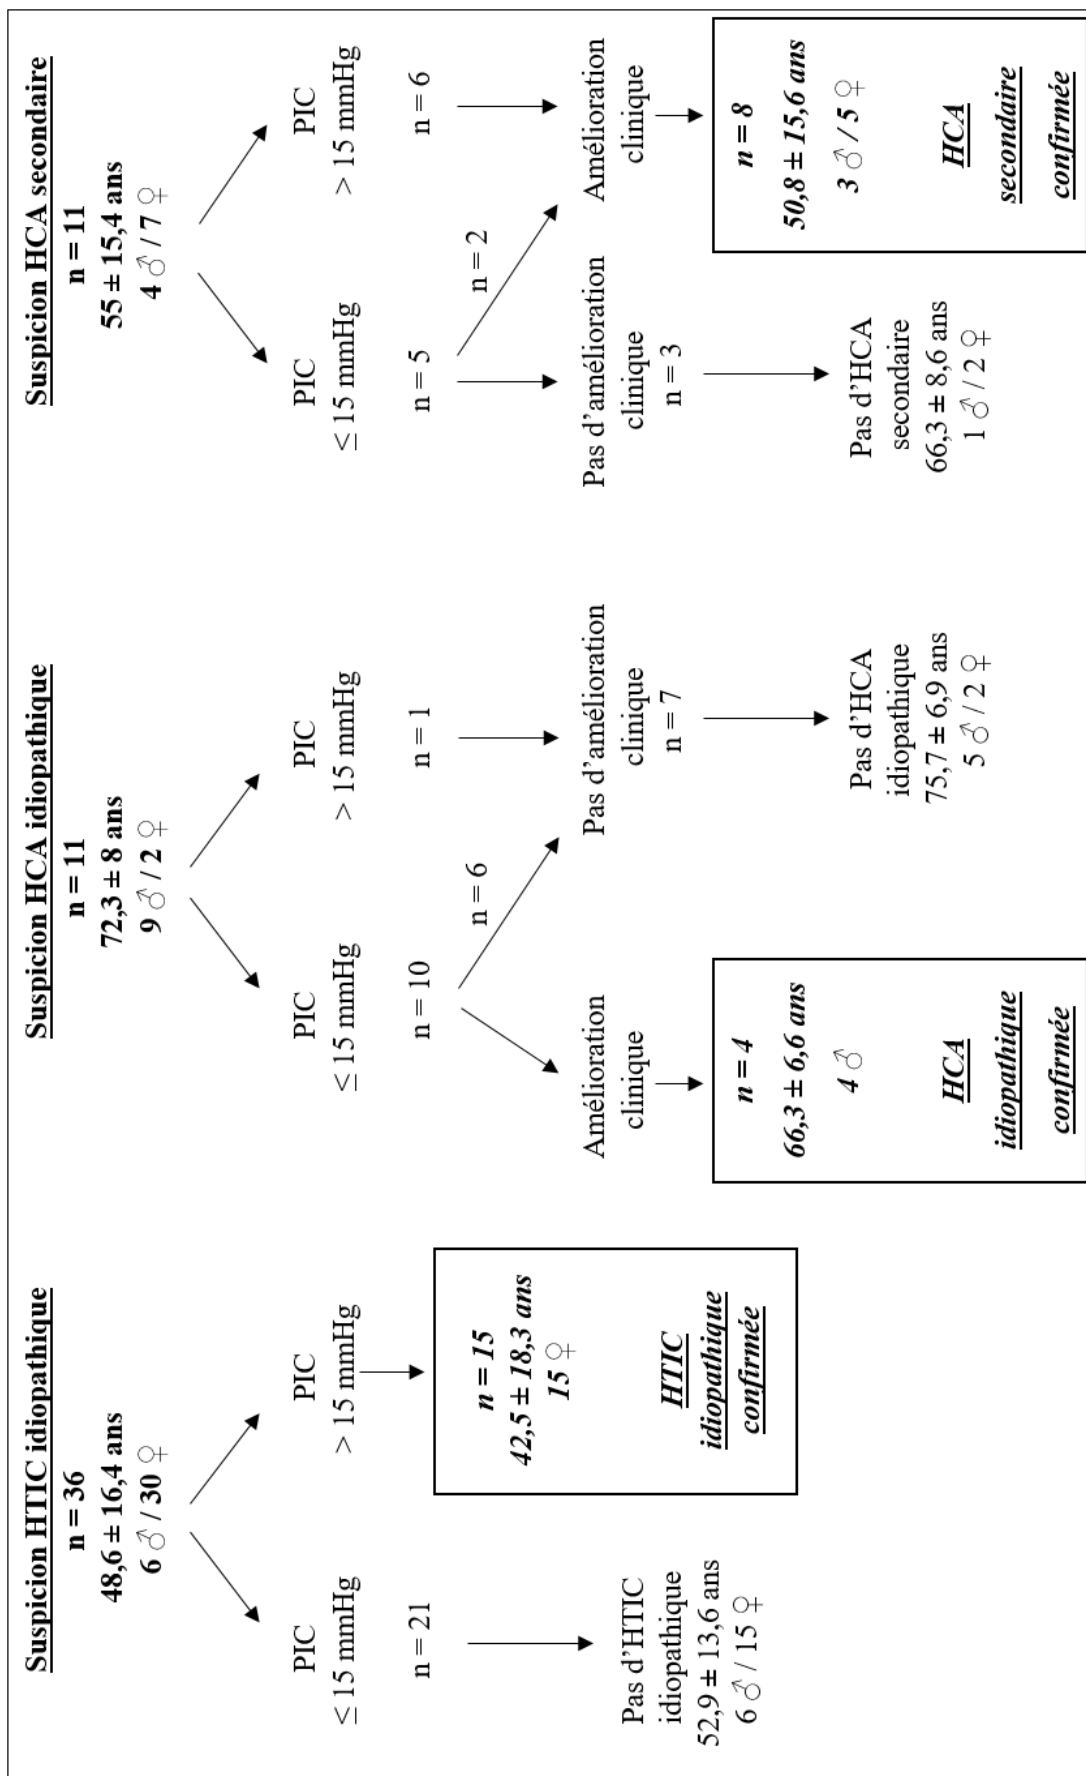 Suspicion HTIC idiopathique
n = 36
48,6 ± 16,4 ans
6 ♂ / 30 ♀
PIC
≤ 15 mmHg
n = 21
Pas d'HTIC
idiopathique
52,9 ± 13,6 ans
6 ♂ / 15 ♀
PIC
> 15 mmHg
n = 15
42,5 ± 18,3 ans
15 ♀
HTIC
idiopathique
confirmée
Suspicion HCA idiopathique
n = 11
72,3 ± 8 ans
9 ♂ / 2 ♀
PIC
≤ 15 mmHg
n = 10
PIC
> 15 mmHg
n = 1
n = 6
Amélioration
clinique
n = 4
66,3 ± 6,6 ans
4 ♂
HCA
idiopathique
confirmée
Pas d'amélioration
clinique
n = 7
Pas d'HCA
idiopathique
75,7 ± 6,9 ans
5 ♂ / 2 ♀
Suspicion HCA secondaire
n = 11
55 ± 15,4 ans
4 ♂ / 7 ♀
PIC
≤ 15 mmHg
n = 5
PIC
> 15 mmHg
n = 6
n = 2
Pas d'amélioration
clinique
n = 3
Pas d'HCA
secondaire
66,3 ± 8,6 ans
1 ♂ / 2 ♀
Amélioration
clinique
n = 8
50,8 ± 15,6 ans
3 ♂ / 5 ♀
HCA
secondaire
confirmée